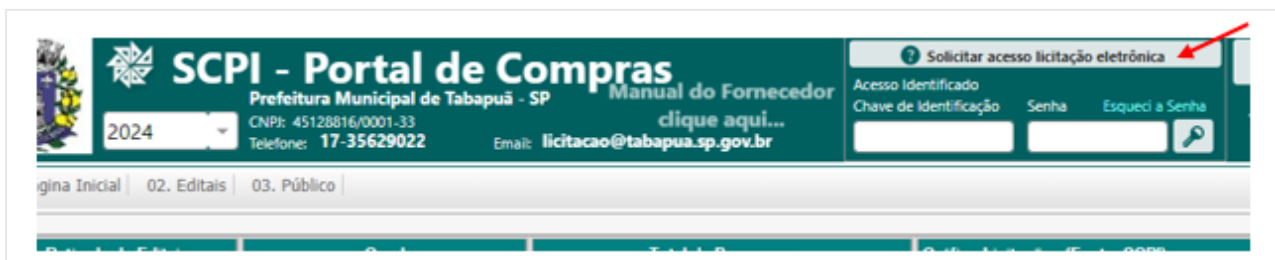 Solicitar acesso licitação eletrônica
SCPI - Portal de Compras
Prefeitura Municipal de Tabapuã - SP
Manual do Fornecedor
clique aqui...
2024
CNPJ: 45128816/0001-33
Telefone: 17-35629022
Email: licitacao@tabapua.sp.gov.br
Acesso Identificado
Chave de Identificação Senha Esqueci a Senha
gina Inicial 02. Editais 03. Público